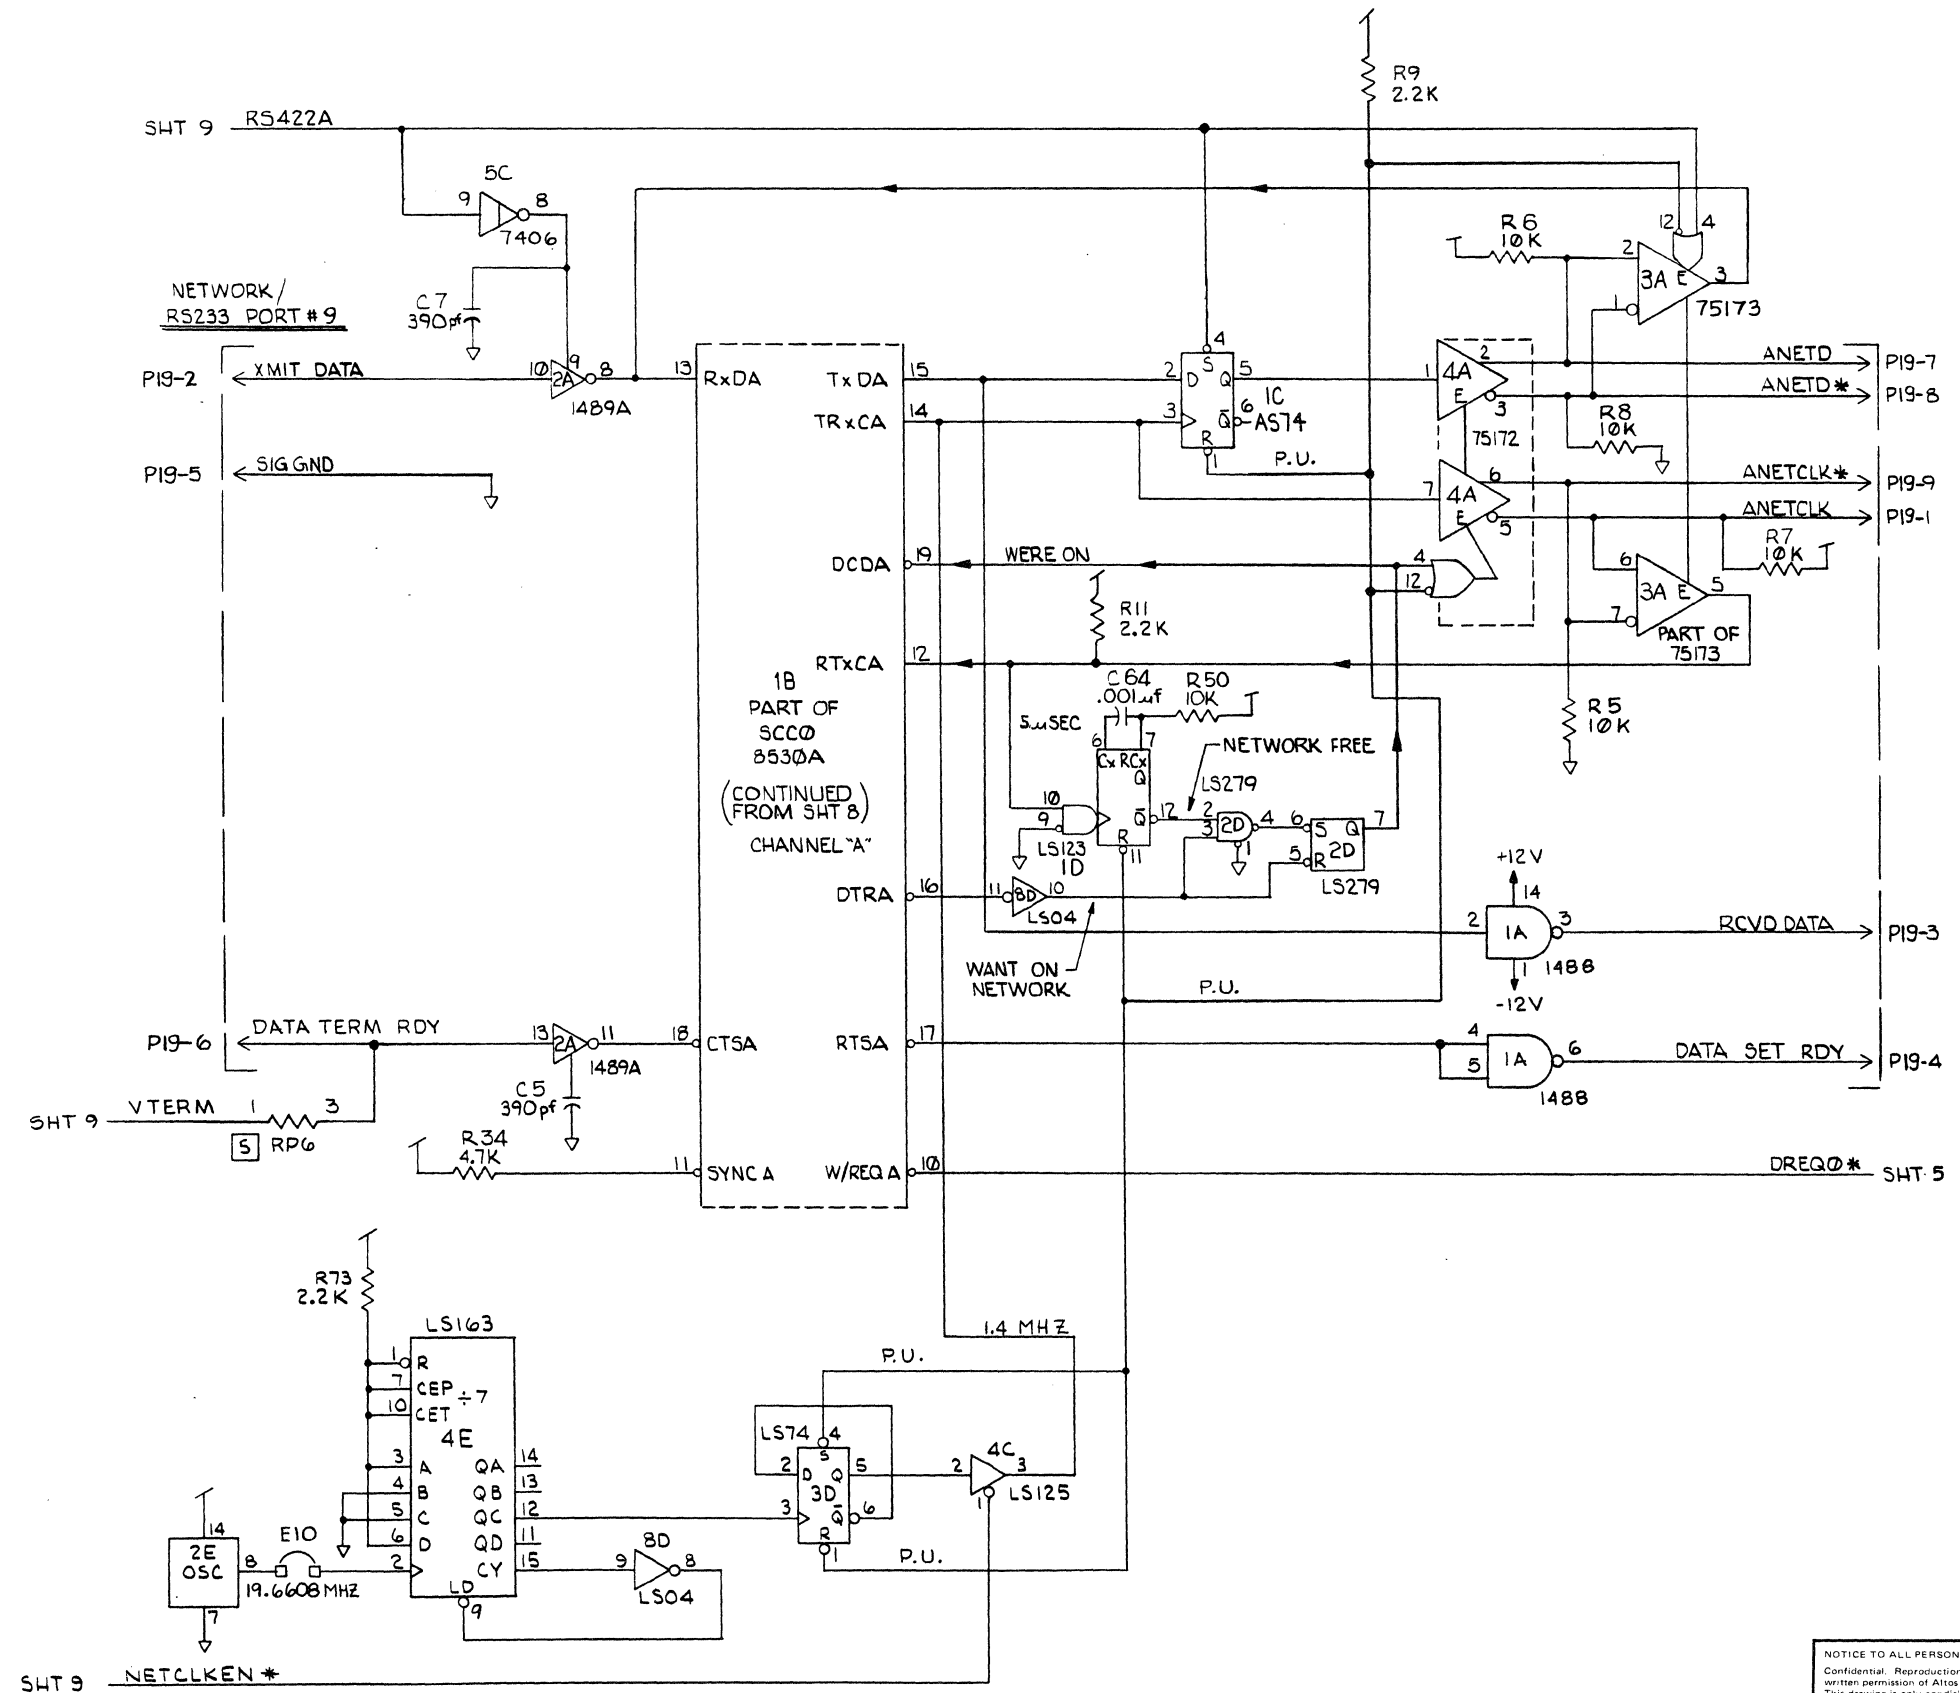 R9
2.2K
SHT 9 RS422A
5C
9 8
7406
12 4
R6
10K
2
3A E 3
1
75173
NETWORK/
RS233 PORT #9
C7
390pf
P19-2 XMIT DATA 10 9 8
2A
1489A
13 RxDA
TxDA 15
TRxCA 14
4
2 D S Q 5
1C
3 Q̅ 6
AS74
R
1
P.U.
1 4A 2
E 3
75172
ANETD P19-7
ANETD* P19-8
R8
10K
P19-5 SIG GND
7 4A 6
E 5
ANETCLK* P19-9
ANETCLK P19-1
R7
10K
DCDA 19 WERE ON
4
12
R11
2.2K
6
3A E 5
7
PART OF
75173
RTxCA 12
1B
PART OF
SCC0
8530A
(CONTINUED
FROM SHT 8)
CHANNEL "A"
C64
.001uf
R50
10K
5uSEC
6 7
Cx RCx
Q
NETWORK FREE
R5
10K
LS279
10
9
Q̅ 12
R
11
LS123
1D
2
3 2D 4
1
6 S Q 7
2D
5 R
LS279
DTRA 16 11 8D 10
LS04
WANT ON
NETWORK
P.U.
+12V
14
2 1A 3
1 1488
-12V
RCVD DATA P19-3
P19-6 DATA TERM RDY 13 2A 11
1489A
18 CTSA
RTSA 17
4
5 1A 6
1488
DATA SET RDY P19-4
C5
390pf
SHT 9 VTERM 1 3
5 RP6
R34
4.7K
11 SYNCA
W/REQA 10
DREQ0* SHT 5
R73
2.2K
LS163
1 R
7 CEP ÷7
10 CET
4E
3 A QA 14
4 B QB 13
5 C QC 12
6 D QD 11
2 CY 15
LD
9
1.4 MHZ
P.U.
LS74 4
S
2 D Q 5
3D
3 Q̅ 6
R
1
P.U.
4C
2 3
1 LS125
8D
9 8
LS04
14
2E
OSC
8
7
E10
19.6608 MHZ
SHT 9 NETCLKEN*
NOTICE TO ALL PERSON
Confidential. Reproduction
written permission of Altos